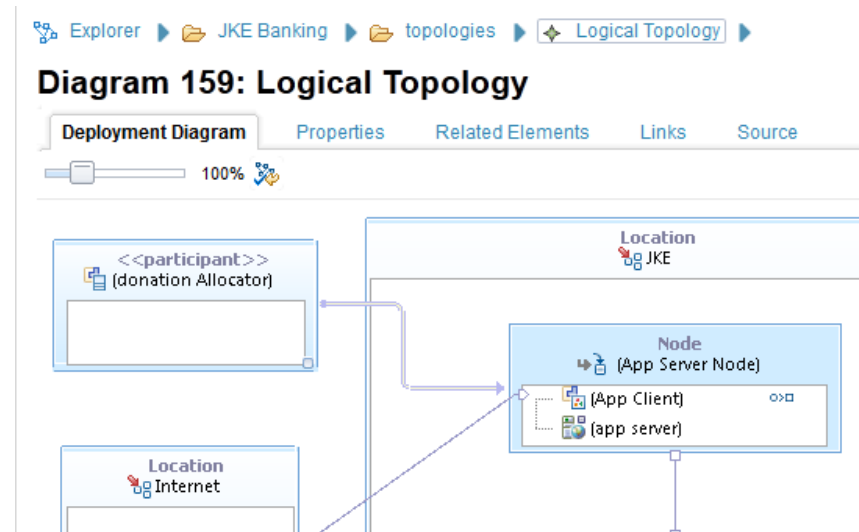 Explorer JKE Banking topologies Logical Topology
Diagram 159: Logical Topology
Deployment Diagram Properties Related Elements Links Source
100%
<<participant>>
(donation Allocator)
Location
JKE
Node
(App Server Node)
(App Client)
(app server)
Location
Internet